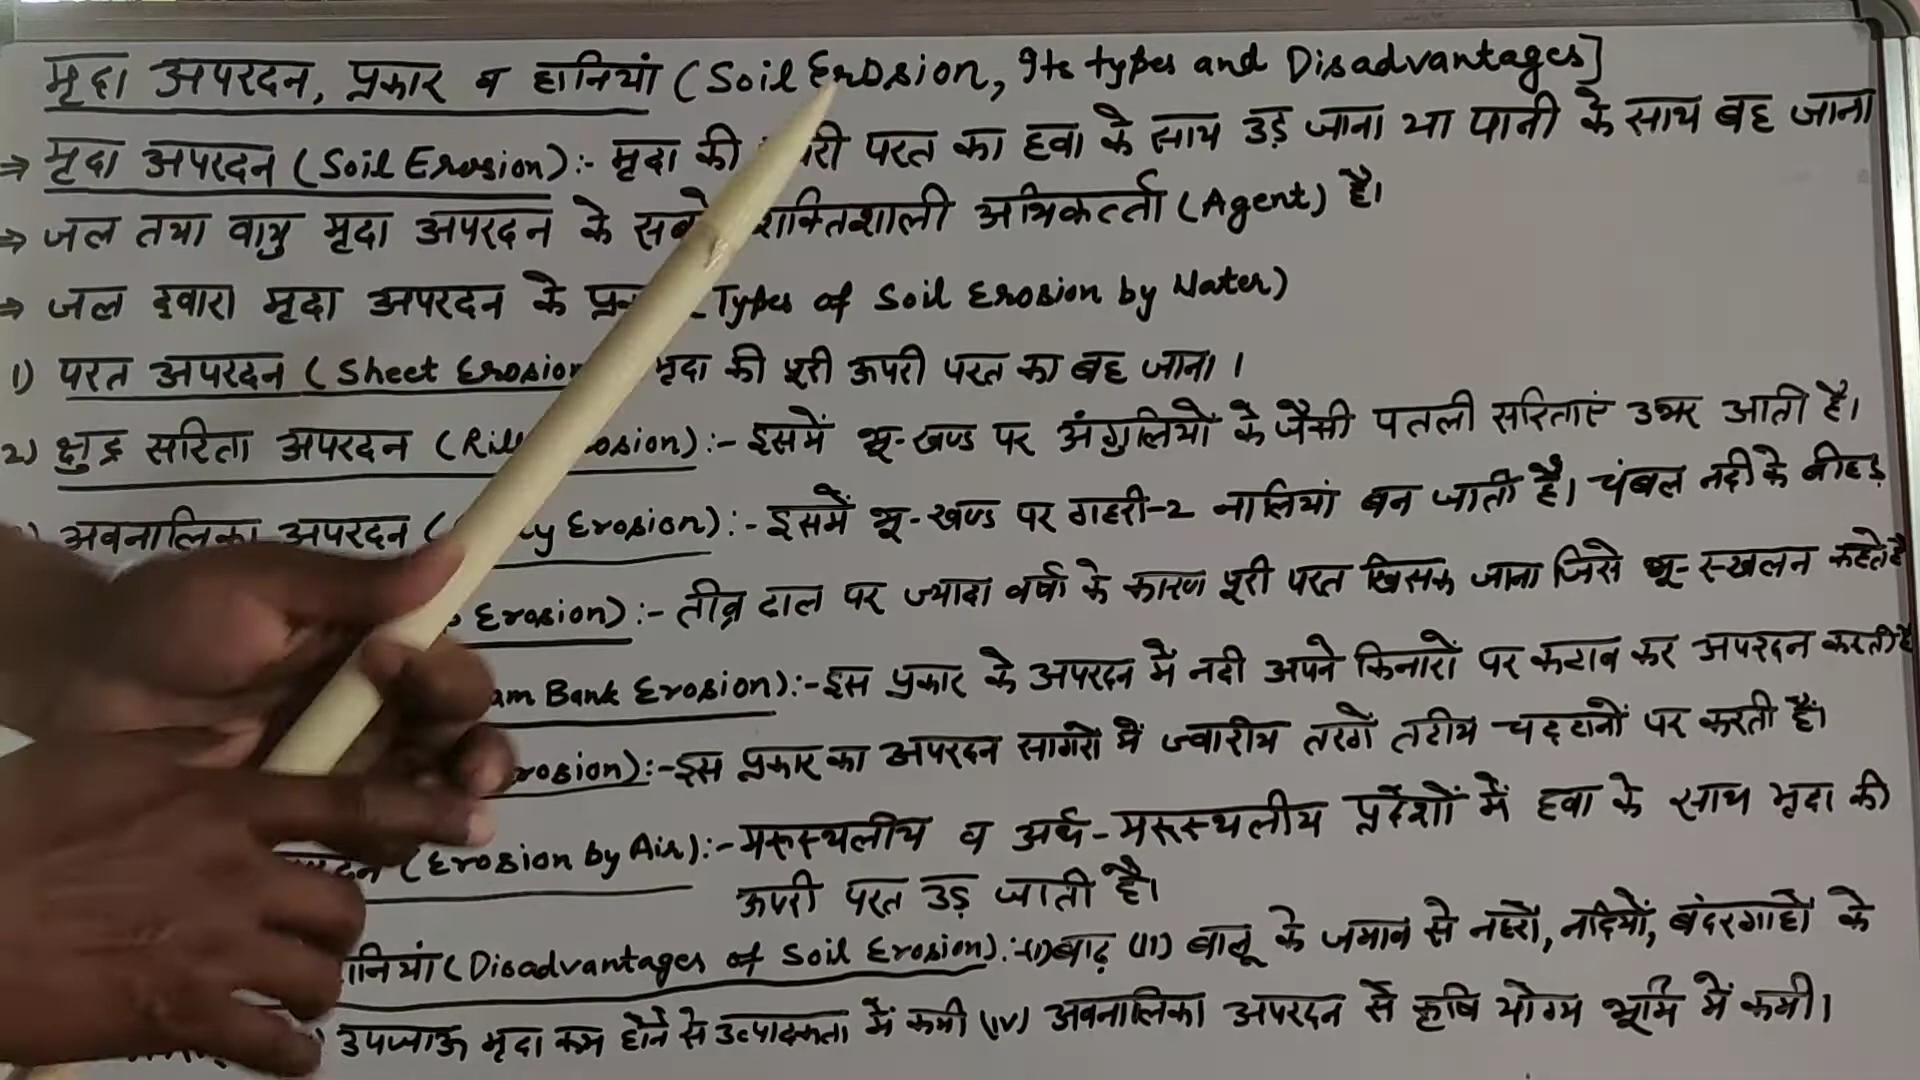 मृदा अपरदन, प्रकार व हानियां (Soil Erosion, Its types and Disadvantages]
⇒ मृदा अपरदन (Soil Erosion):- मृदा की परत का हवा के साथ उड़ जाना या पानी के साथ बह जाना
⇒ जल तथा वायु मृदा अपरदन के शक्तिशाली अभिकर्त्ता (Agent) है।
⇒ जल द्वारा मृदा अपरदन के (Types of Soil Erosion by Water)
1) परत अपरदन (Sheet Erosion मृदा की पूरी ऊपरी परत का बह जाना।
2) क्षुद्र सरिता अपरदन ( :- इसमें भू-खण्ड पर अंगुलियों के जैसी पतली सरिताएं उभर आती है।
अवनालिका अपरदन ( Erosion):- इसमें भू-खण्ड पर गहरी-2 नालियां बन जाती है। चंबल नदी के बीहड़
Erosion):- तीव्र ढाल पर ज्यादा वर्षा के कारण पूरी परत खिसक जाना जिसे भू-स्खलन कहते है
Bank Erosion):- इस प्रकार के अपरदन में नदी अपने किनारों पर कटाव कर अपरदन करती है
:- इस प्रकार का अपरदन सागरों में ज्वारीय तरंगें तटीय चट्टानों पर करती हैं।
(Erosion by Air):- मरूस्थलीय व अर्ध-मरूस्थलीय प्रदेशों में हवा के साथ मृदा की
ऊपरी परत उड़ जाती है।
(Disadvantages of Soil Erosion):-(i) बाढ़ (ii) बालू के जमाव से नहरों, नदियों, बंदरगाहों के
उपजाऊ मृदा कम होने से उत्पादकता में कमी (iv) अवनालिका अपरदन से कृषि योग्य भूमि में कमी।